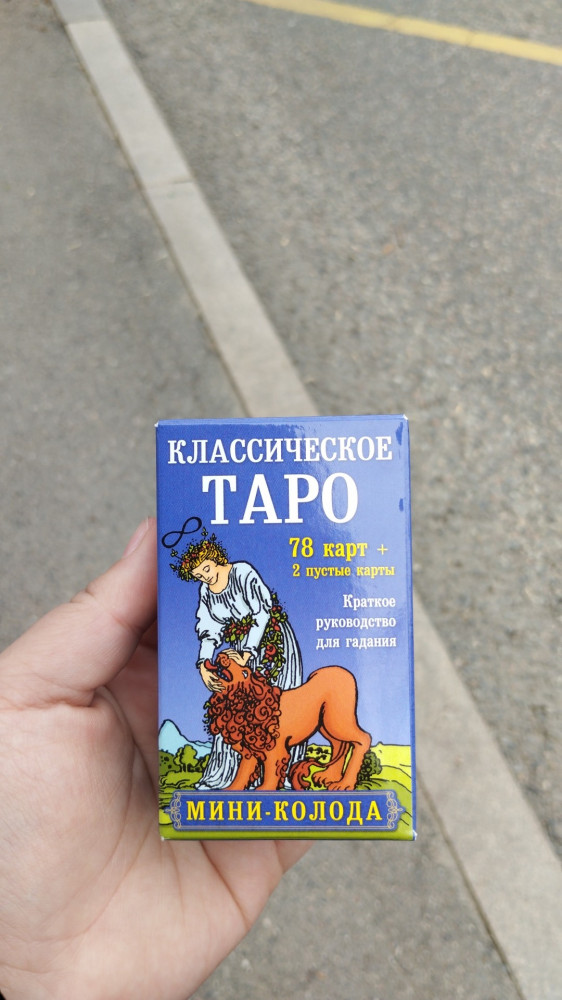 КЛАССИЧЕСКОЕ
ТАРО
78 карт +
2 пустые карты
Краткое
руководство
для гадания
МИНИ-КОЛОДА